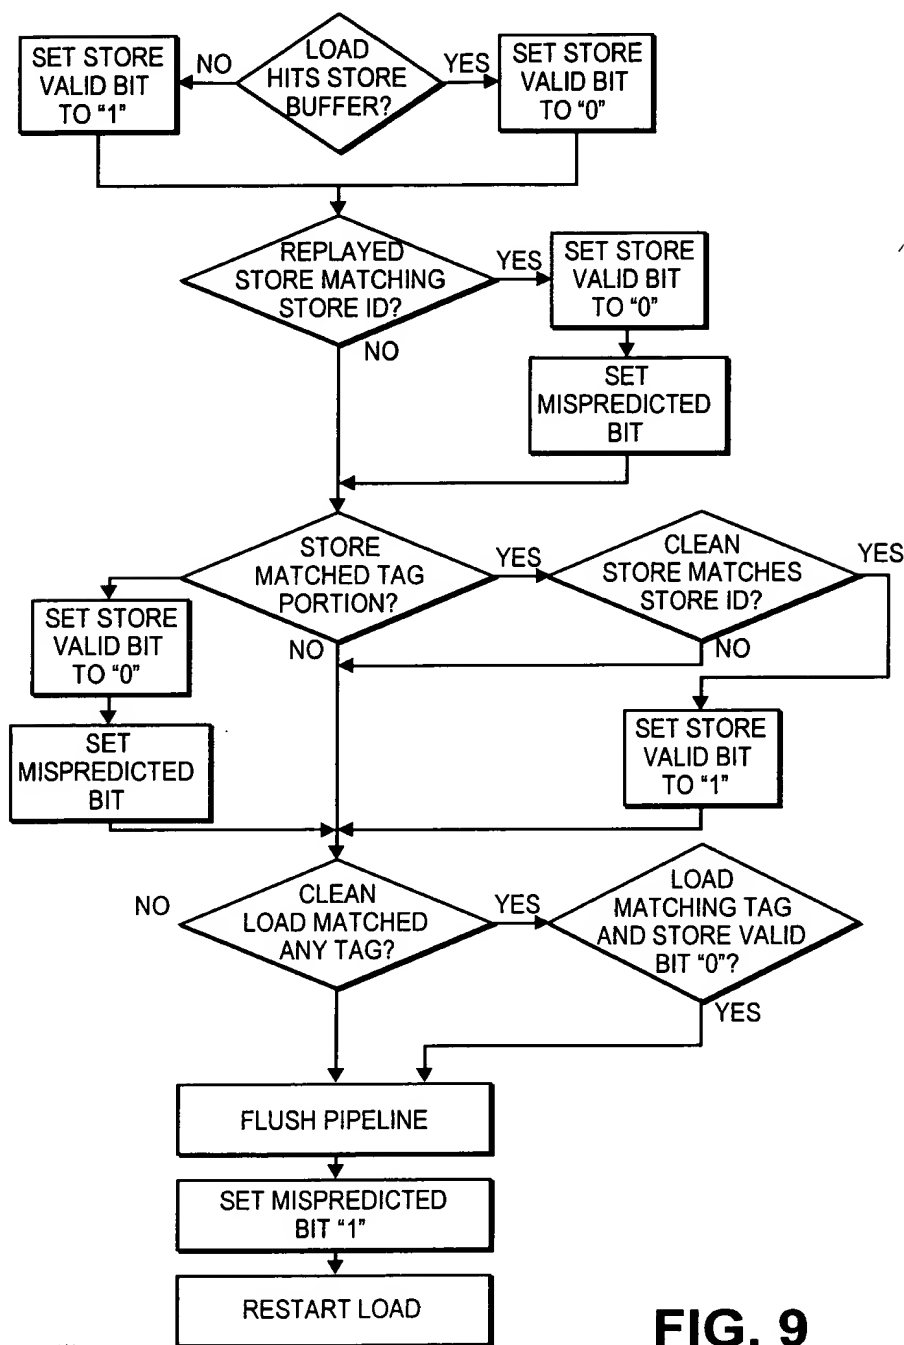 LOAD
HITS STORE
BUFFER?
NO
YES
SET STORE
VALID BIT
TO “1”
SET STORE
VALID BIT
TO “0”
REPLAYED
STORE MATCHING
STORE ID?
YES
NO
SET STORE
VALID BIT
TO “0”
SET
MISPREDICTED
BIT
STORE
MATCHED TAG
PORTION?
YES
NO
CLEAN
STORE MATCHES
STORE ID?
YES
NO
SET STORE
VALID BIT
TO “0”
SET
MISPREDICTED
BIT
SET STORE
VALID BIT
TO “1”
CLEAN
LOAD MATCHED
ANY TAG?
NO
YES
LOAD
MATCHING TAG
AND STORE VALID
BIT “0”?
YES
FLUSH PIPELINE
SET MISPREDICTED
BIT “1”
RESTART LOAD
FIG. 9